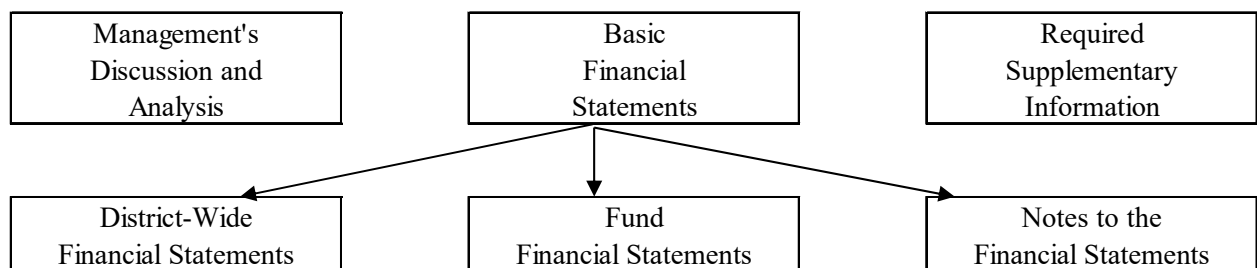 Management's
Discussion and
Analysis
Basic
Financial
Statements
Required
Supplementary
Information
District-Wide
Financial Statements
Fund
Financial Statements
Notes to the
Financial Statements